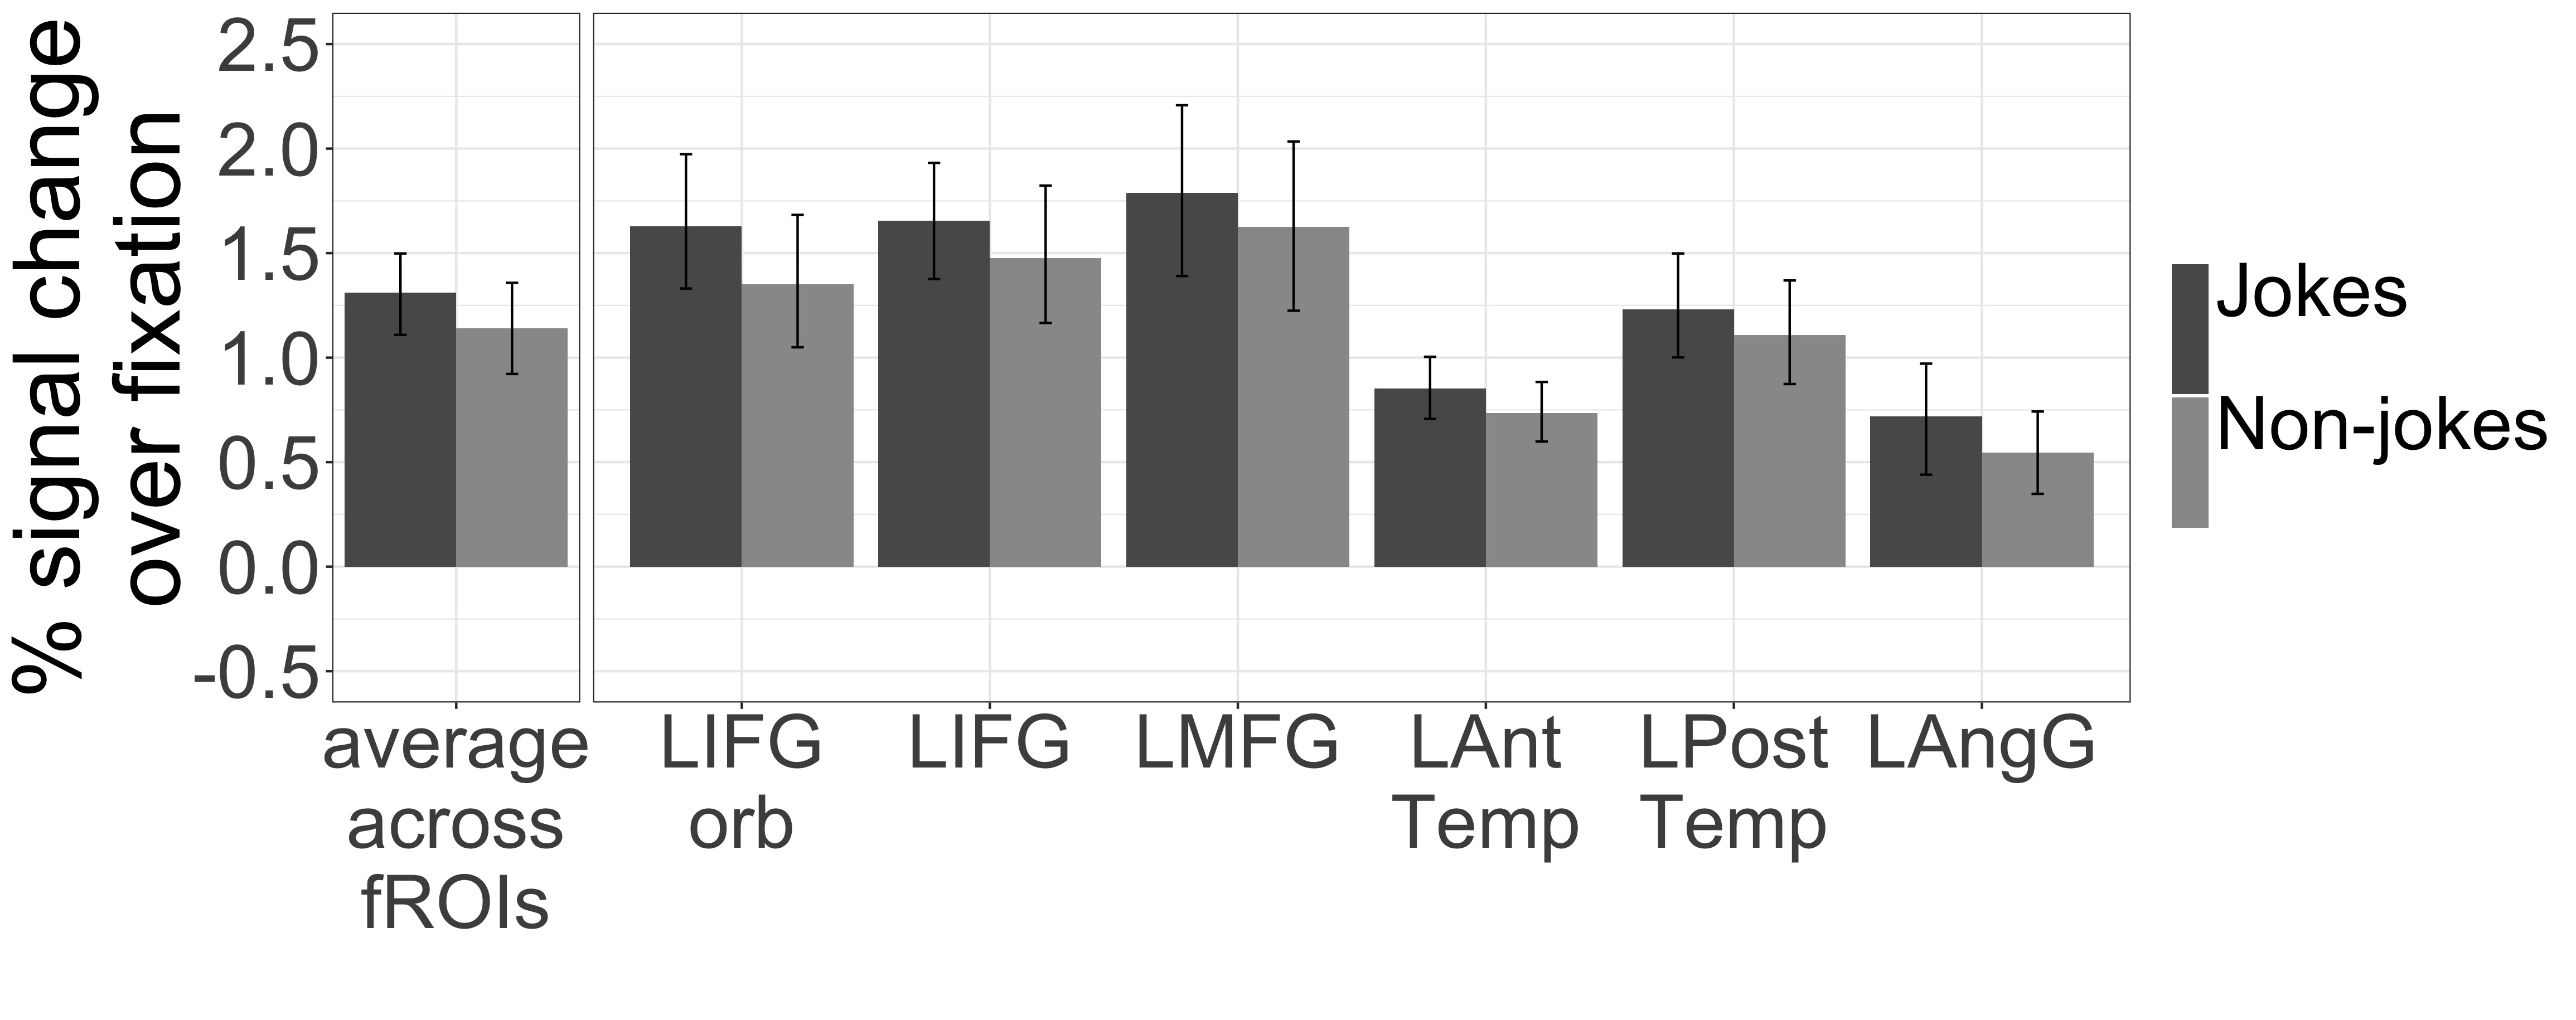 % signal change
over fixation
2.5
2.0
1.5
1.0
0.5
0.0
-0.5
average
across
fROIs
LIFG
orb
LIFG
LMFG
LAnt
Temp
LPost
Temp
LAngG
Jokes
Non-jokes